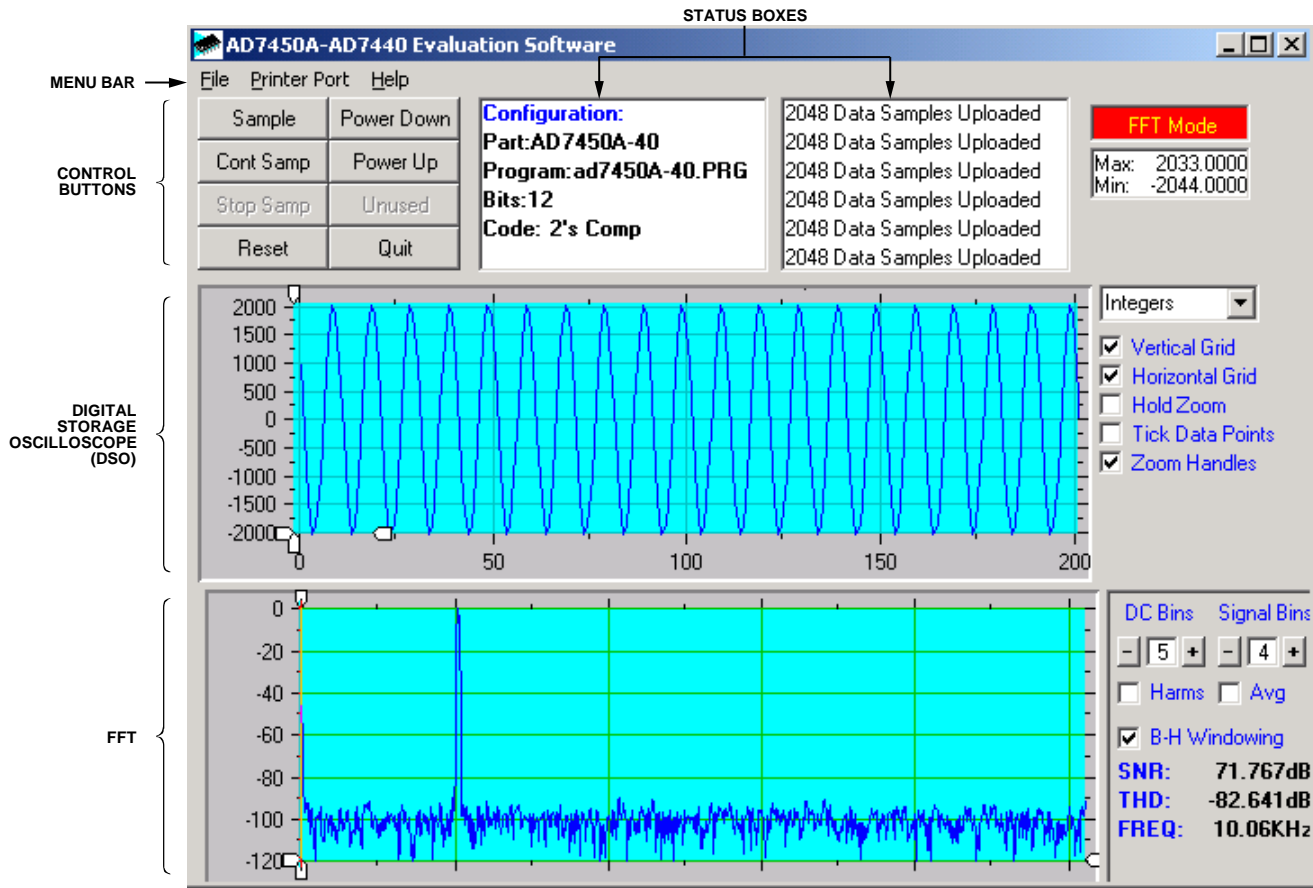 STATUS BOXES
AD7450A-AD7440 Evaluation Software
MENU BAR
File Printer Port Help
CONTROL
BUTTONS
Sample Power Down
Cont Samp Power Up
Stop Samp Unused
Reset Quit
Configuration:
Part:AD7450A-40
Program:ad7450A-40.PRG
Bits:12
Code: 2's Comp
2048 Data Samples Uploaded
2048 Data Samples Uploaded
2048 Data Samples Uploaded
2048 Data Samples Uploaded
2048 Data Samples Uploaded
2048 Data Samples Uploaded
FFT Mode
Max: 2033.0000
Min: -2044.0000
DIGITAL
STORAGE
OSCILLOSCOPE
(DSO)
2000
1500
1000
500
0
-500
-1000
-1500
-2000
0 50 100 150 200
Integers
Vertical Grid
Horizontal Grid
Hold Zoom
Tick Data Points
Zoom Handles
FFT
0
-20
-40
-60
-80
-100
-120
DC Bins Signal Bins
- 5 + - 4 +
Harms Avg
B-H Windowing
SNR: 71.767dB
THD: -82.641dB
FREQ: 10.06KHz